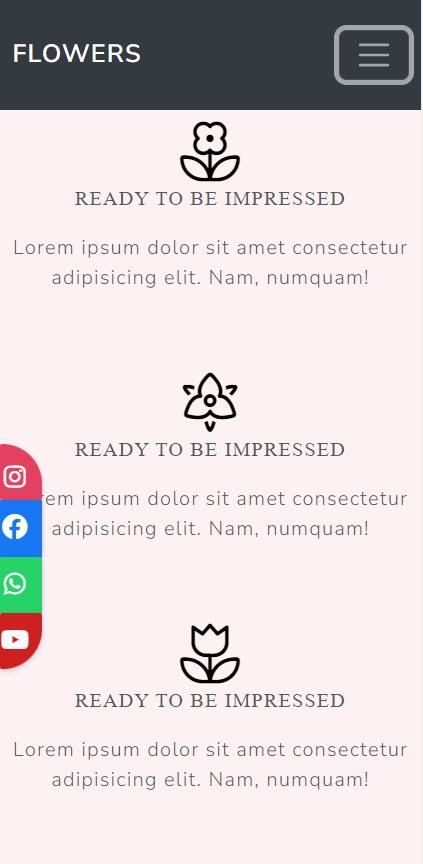 FLOWERS
READY TO BE IMPRESSED
Lorem ipsum dolor sit amet consectetur
adipisicing elit. Nam, numquam!
READY TO BE IMPRESSED
rem ipsum dolor sit amet consectetur
adipisicing elit. Nam, numquam!
READY TO BE IMPRESSED
Lorem ipsum dolor sit amet consectetur
adipisicing elit. Nam, numquam!